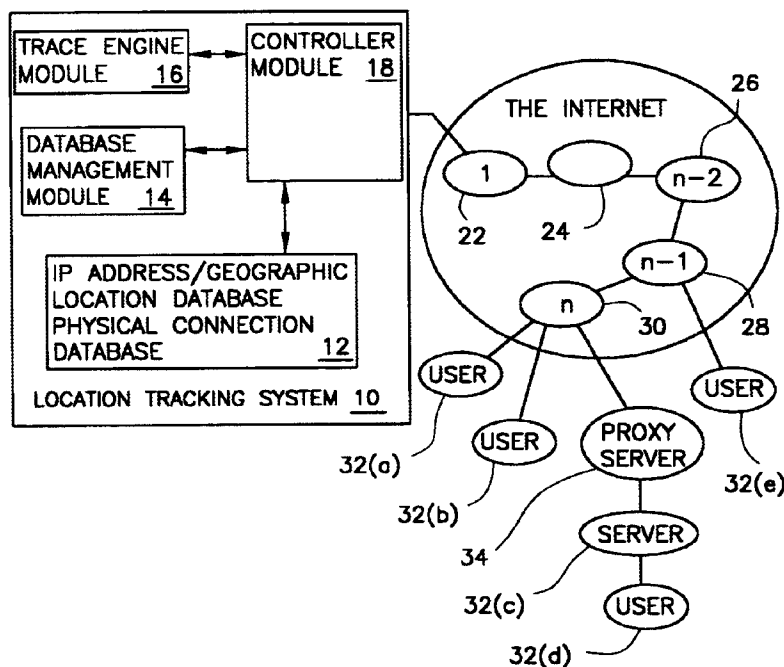 TRACE ENGINE
MODULE 16
CONTROLLER
MODULE 18
DATABASE
MANAGEMENT
MODULE 14
IP ADDRESS/GEOGRAPHIC
LOCATION DATABASE
PHYSICAL CONNECTION
DATABASE 12
LOCATION TRACKING SYSTEM 10
THE INTERNET
26
1
n-2
22
24
n-1
n
30
28
USER
USER
PROXY
SERVER
USER
32(a)
32(b)
32(e)
34
SERVER
32(c)
USER
32(d)